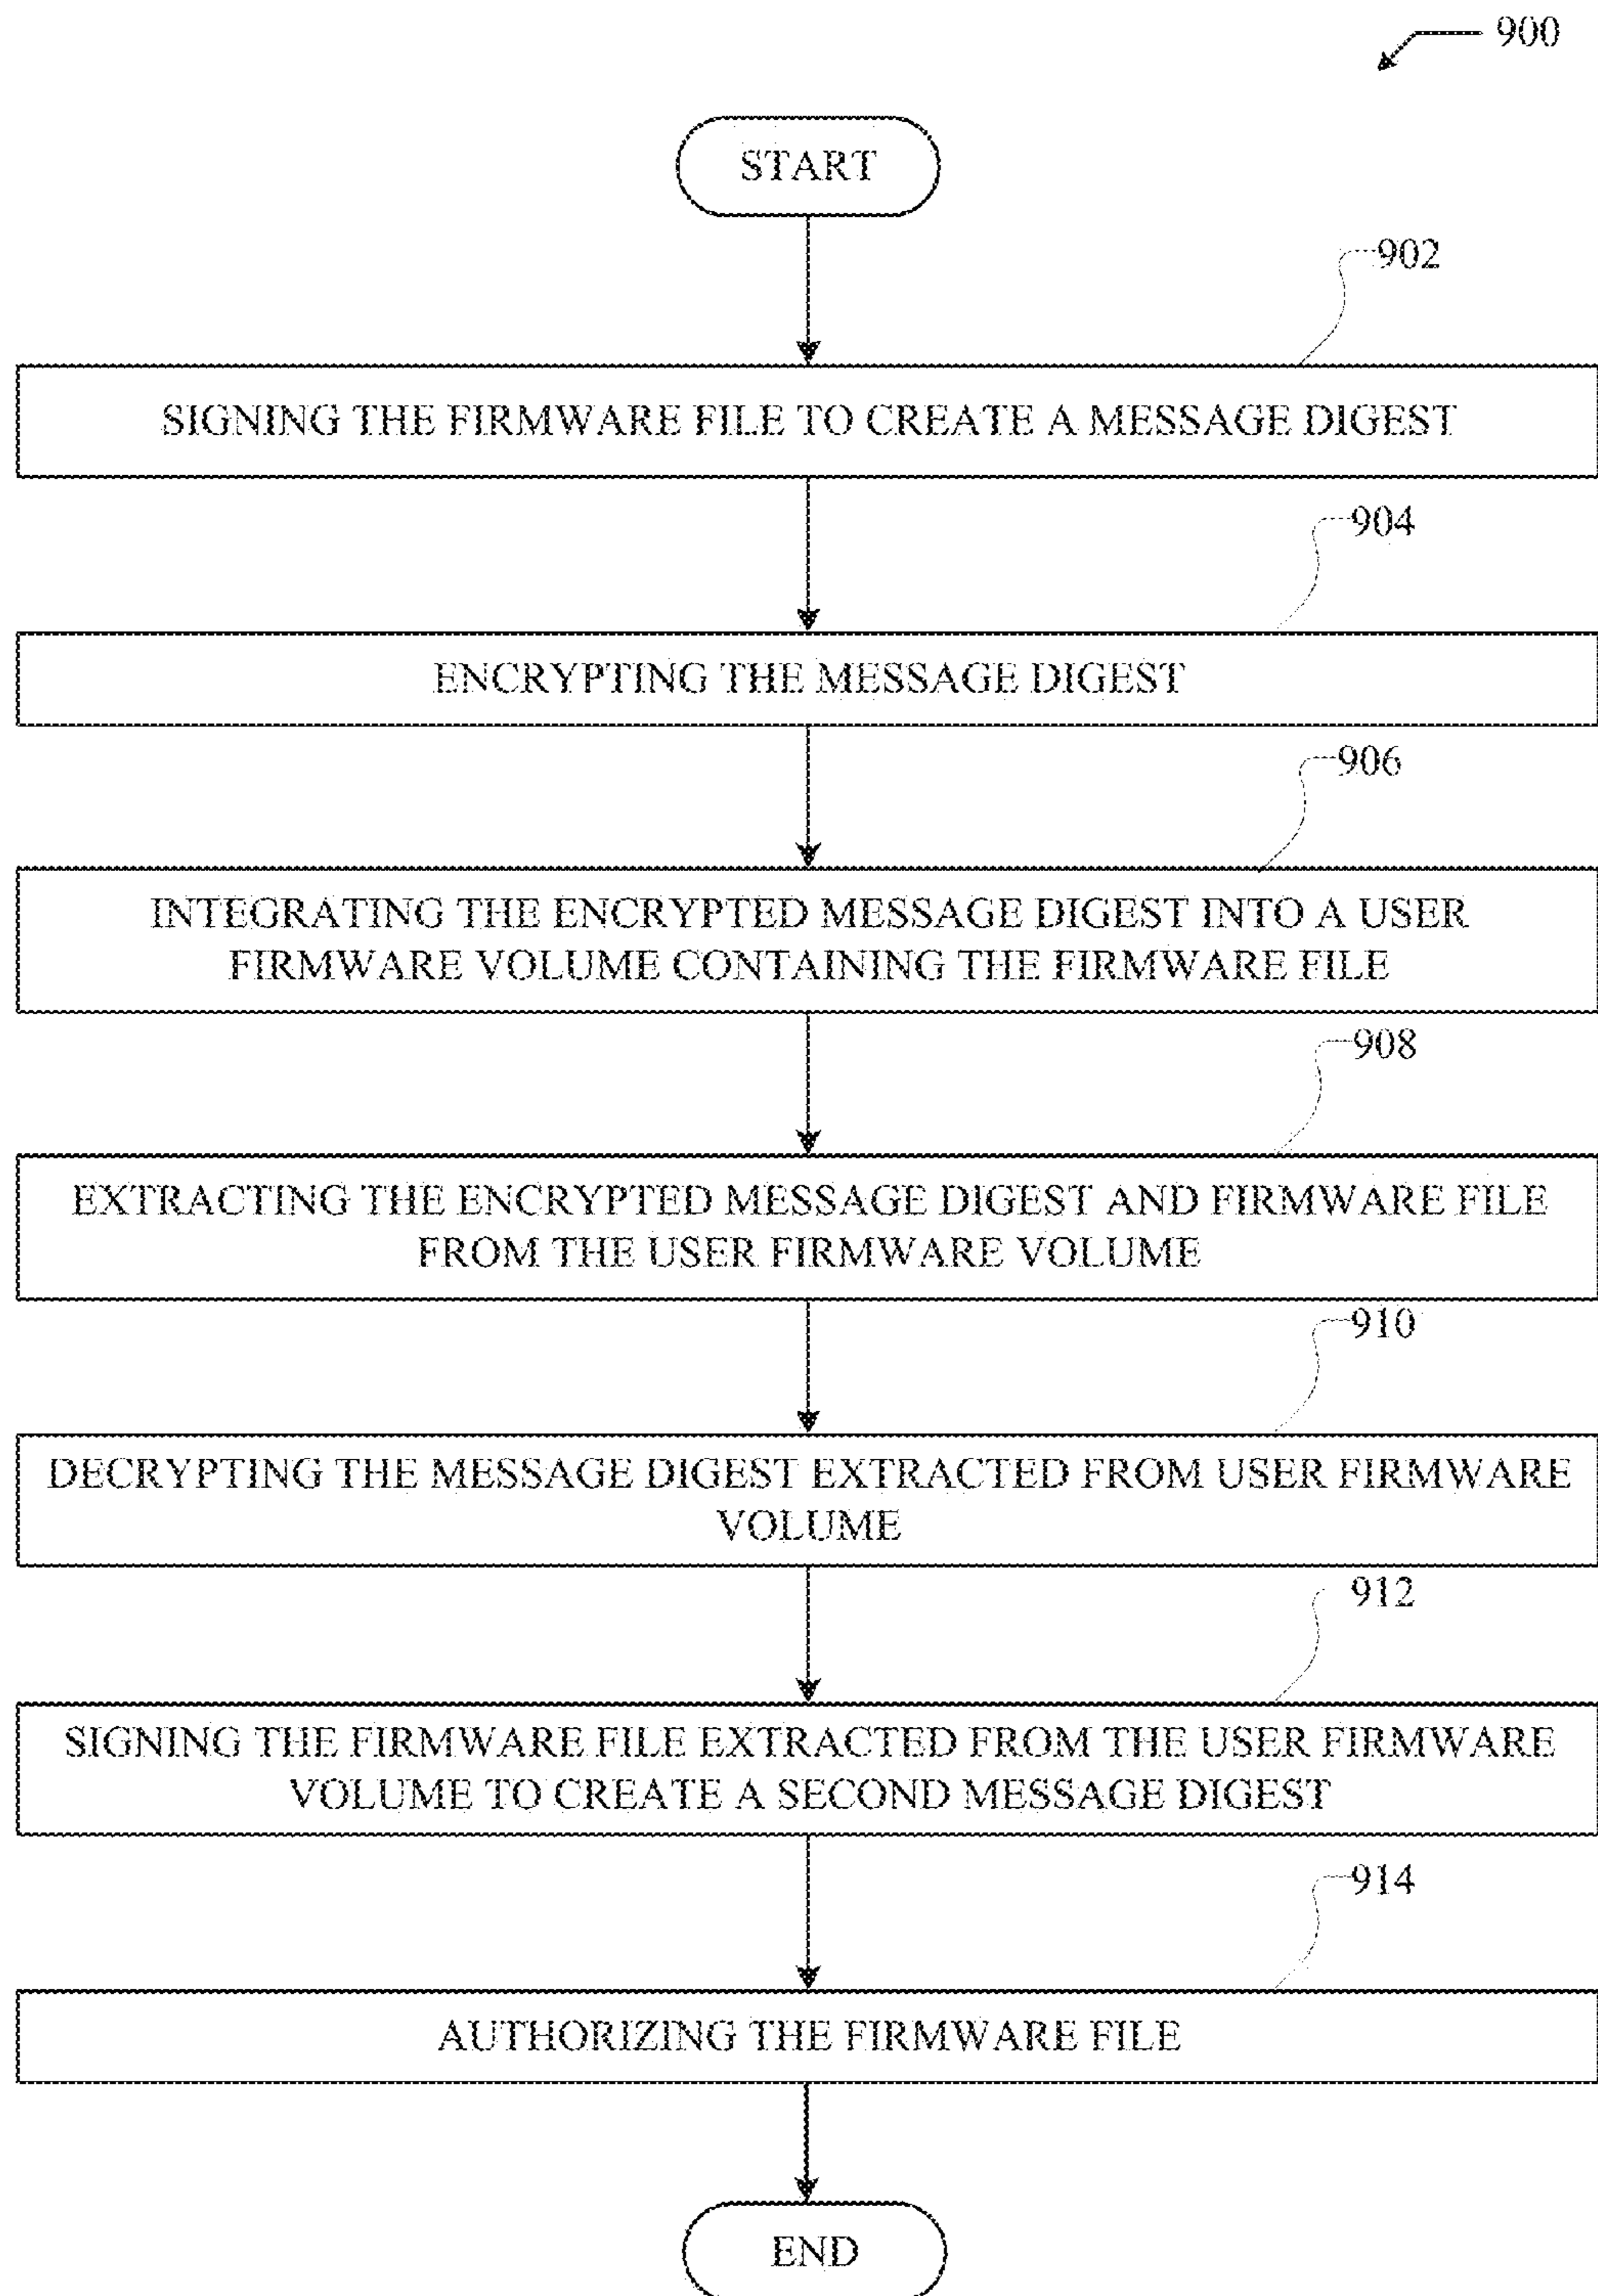 900
START
902
SIGNING THE FIRMWARE FILE TO CREATE A MESSAGE DIGEST
904
ENCRYPTING THE MESSAGE DIGEST
906
INTEGRATING THE ENCRYPTED MESSAGE DIGEST INTO A USER
FIRMWARE VOLUME CONTAINING THE FIRMWARE FILE
908
EXTRACTING THE ENCRYPTED MESSAGE DIGEST AND FIRMWARE FILE
FROM THE USER FIRMWARE VOLUME
910
DECRYPTING THE MESSAGE DIGEST EXTRACTED FROM USER FIRMWARE
VOLUME
912
SIGNING THE FIRMWARE FILE EXTRACTED FROM THE USER FIRMWARE
VOLUME TO CREATE A SECOND MESSAGE DIGEST
914
AUTHORIZING THE FIRMWARE FILE
END